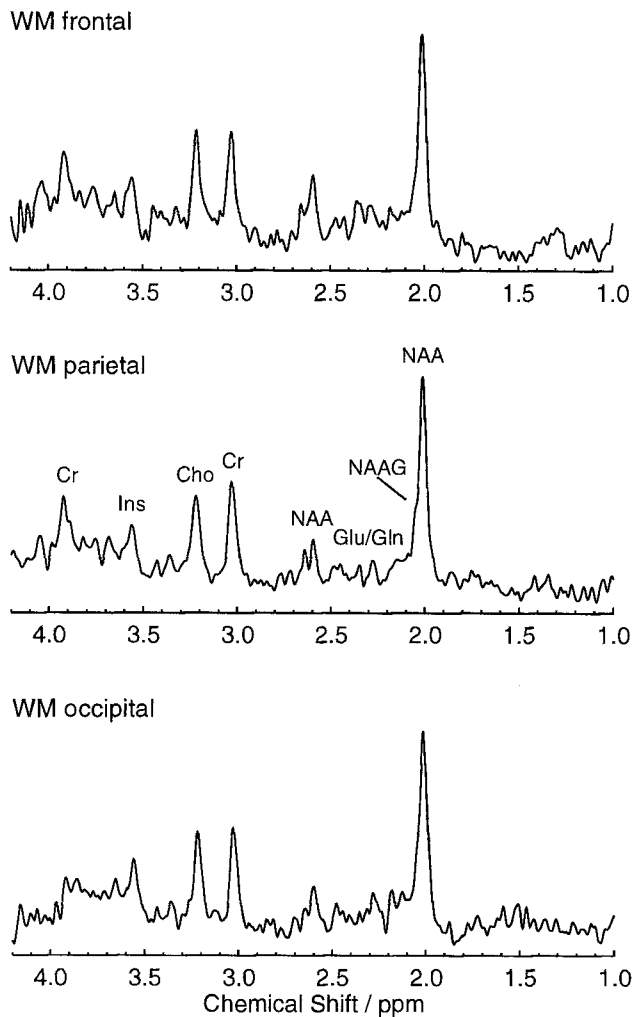 WM frontal
4.0 3.5 3.0 2.5 2.0 1.5 1.0
WM parietal
NAA
NAAG
Cr Cho Cr
Ins NAA Glu/Gln
4.0 3.5 3.0 2.5 2.0 1.5 1.0
WM occipital
4.0 3.5 3.0 2.5 2.0 1.5 1.0
Chemical Shift / ppm